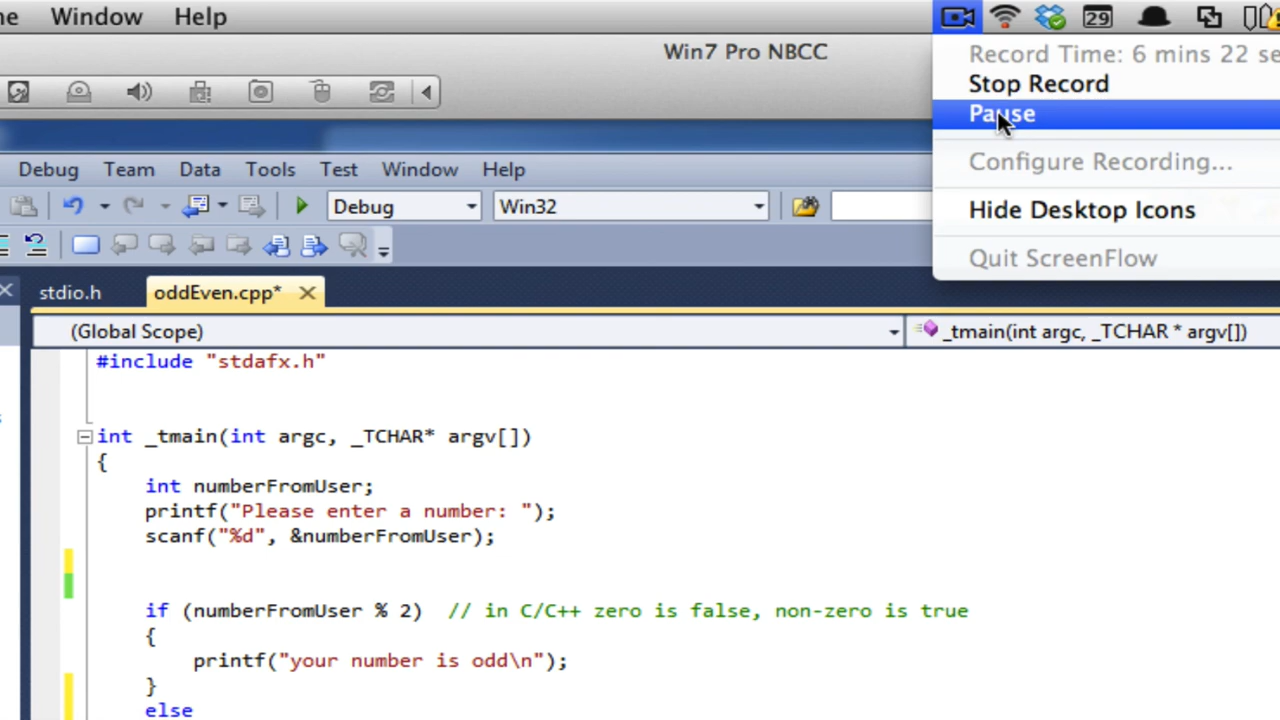 Window Help
29
Win7 Pro NBCC
Record Time: 6 mins 22
Stop Record
Pause
Configure Recording...
Hide Desktop Icons
Quit ScreenFlow
Debug Team Data Tools Test Window Help
Debug Win32
stdio.h oddEven.cpp*
(Global Scope) _tmain(int argc, _TCHAR * argv[])
#include "stdafx.h"
int _tmain(int argc, _TCHAR* argv[])
{
int numberFromUser;
printf("Please enter a number: ");
scanf("%d", &numberFromUser);
if (numberFromUser % 2) // in C/C++ zero is false, non-zero is true
{
printf("your number is odd\n");
}
else